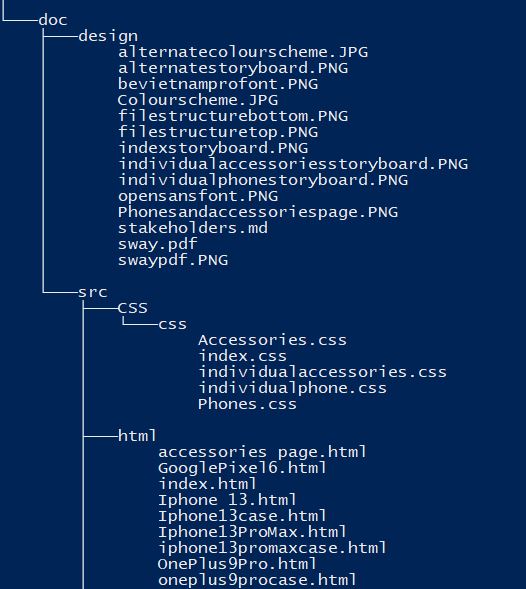 doc
design
alternatecolourscheme.JPG
alternatestoryboard.PNG
bevietnamprofont.PNG
Colourscheme.JPG
filestructurebottom.PNG
filestructuretop.PNG
indexstoryboard.PNG
individualaccessoriesstoryboard.PNG
individualphonestoryboard.PNG
opensansfont.PNG
Phonesandaccessoriespage.PNG
stakeholders.md
sway.pdf
swaypdf.PNG
src
CSS
css
Accessories.css
index.css
individualaccessories.css
individualphone.css
Phones.css
html
accessories page.html
GooglePixel6.html
index.html
Iphone 13.html
Iphone13case.html
Iphone13ProMax.html
iphone13promaxcase.html
OnePlus9Pro.html
oneplus9procase.html